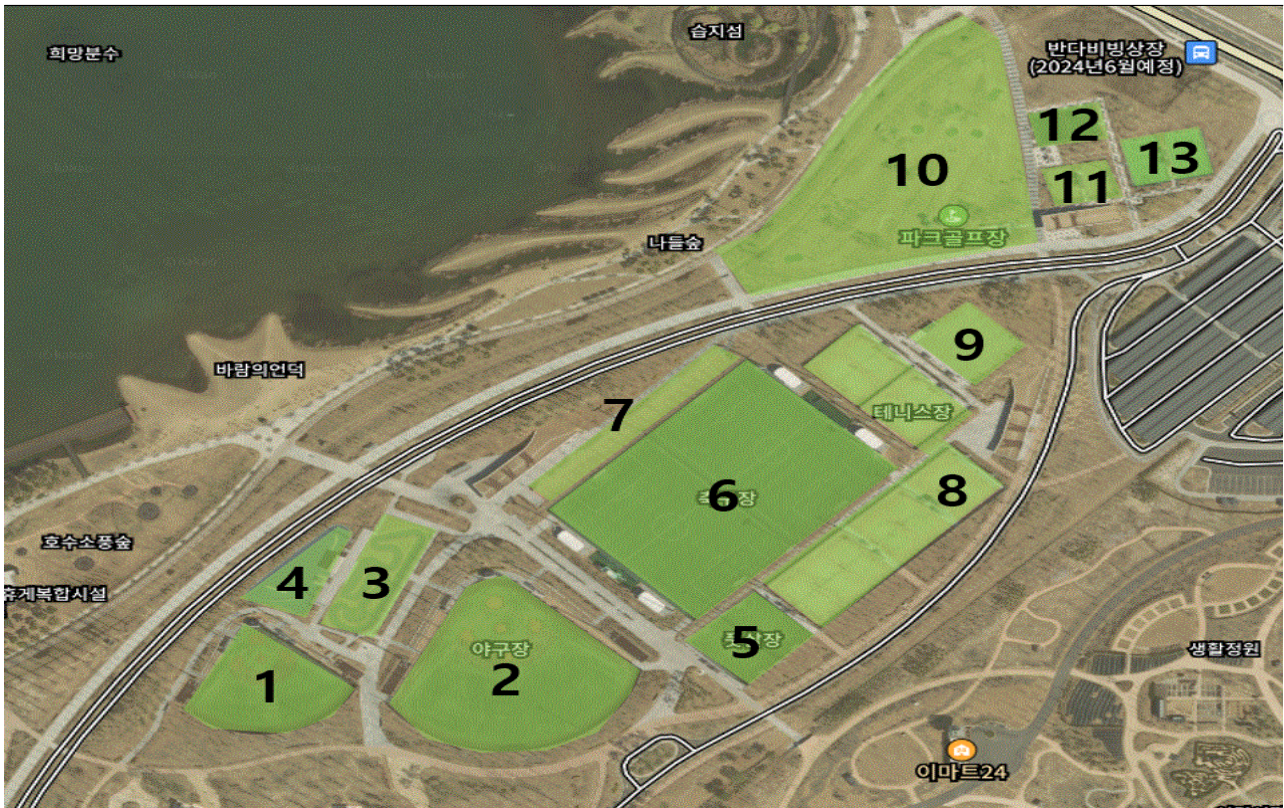 희망분수
습지섬
반다비빙상장
(2024년6월예정)
12
13
10
11
파크골프장
나들숲
9
바람의언덕
7
테니스장
6
8
호수소풍숲
4
3
휴게복합시설
5
야구장
1
2
생활정원
이마트24